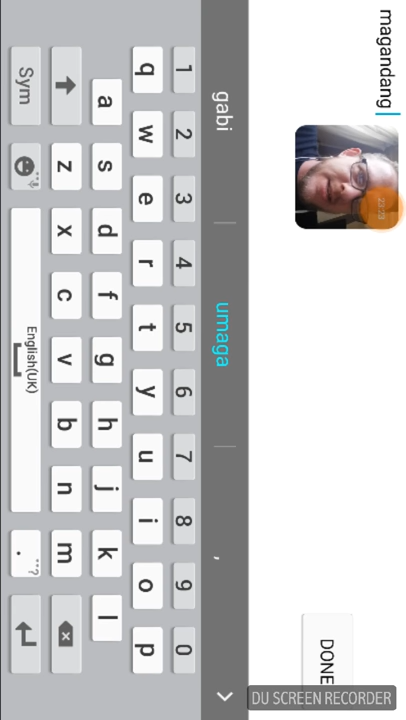 magandang
DONE
gabi
umaga
,
1 2 3 4 5 6 7 8 9 0
q w e r t y u i o p
a s d f g h j k l
z x c v b n m
Sym
English(UK)
. ..?
DU SCREEN RECORDER